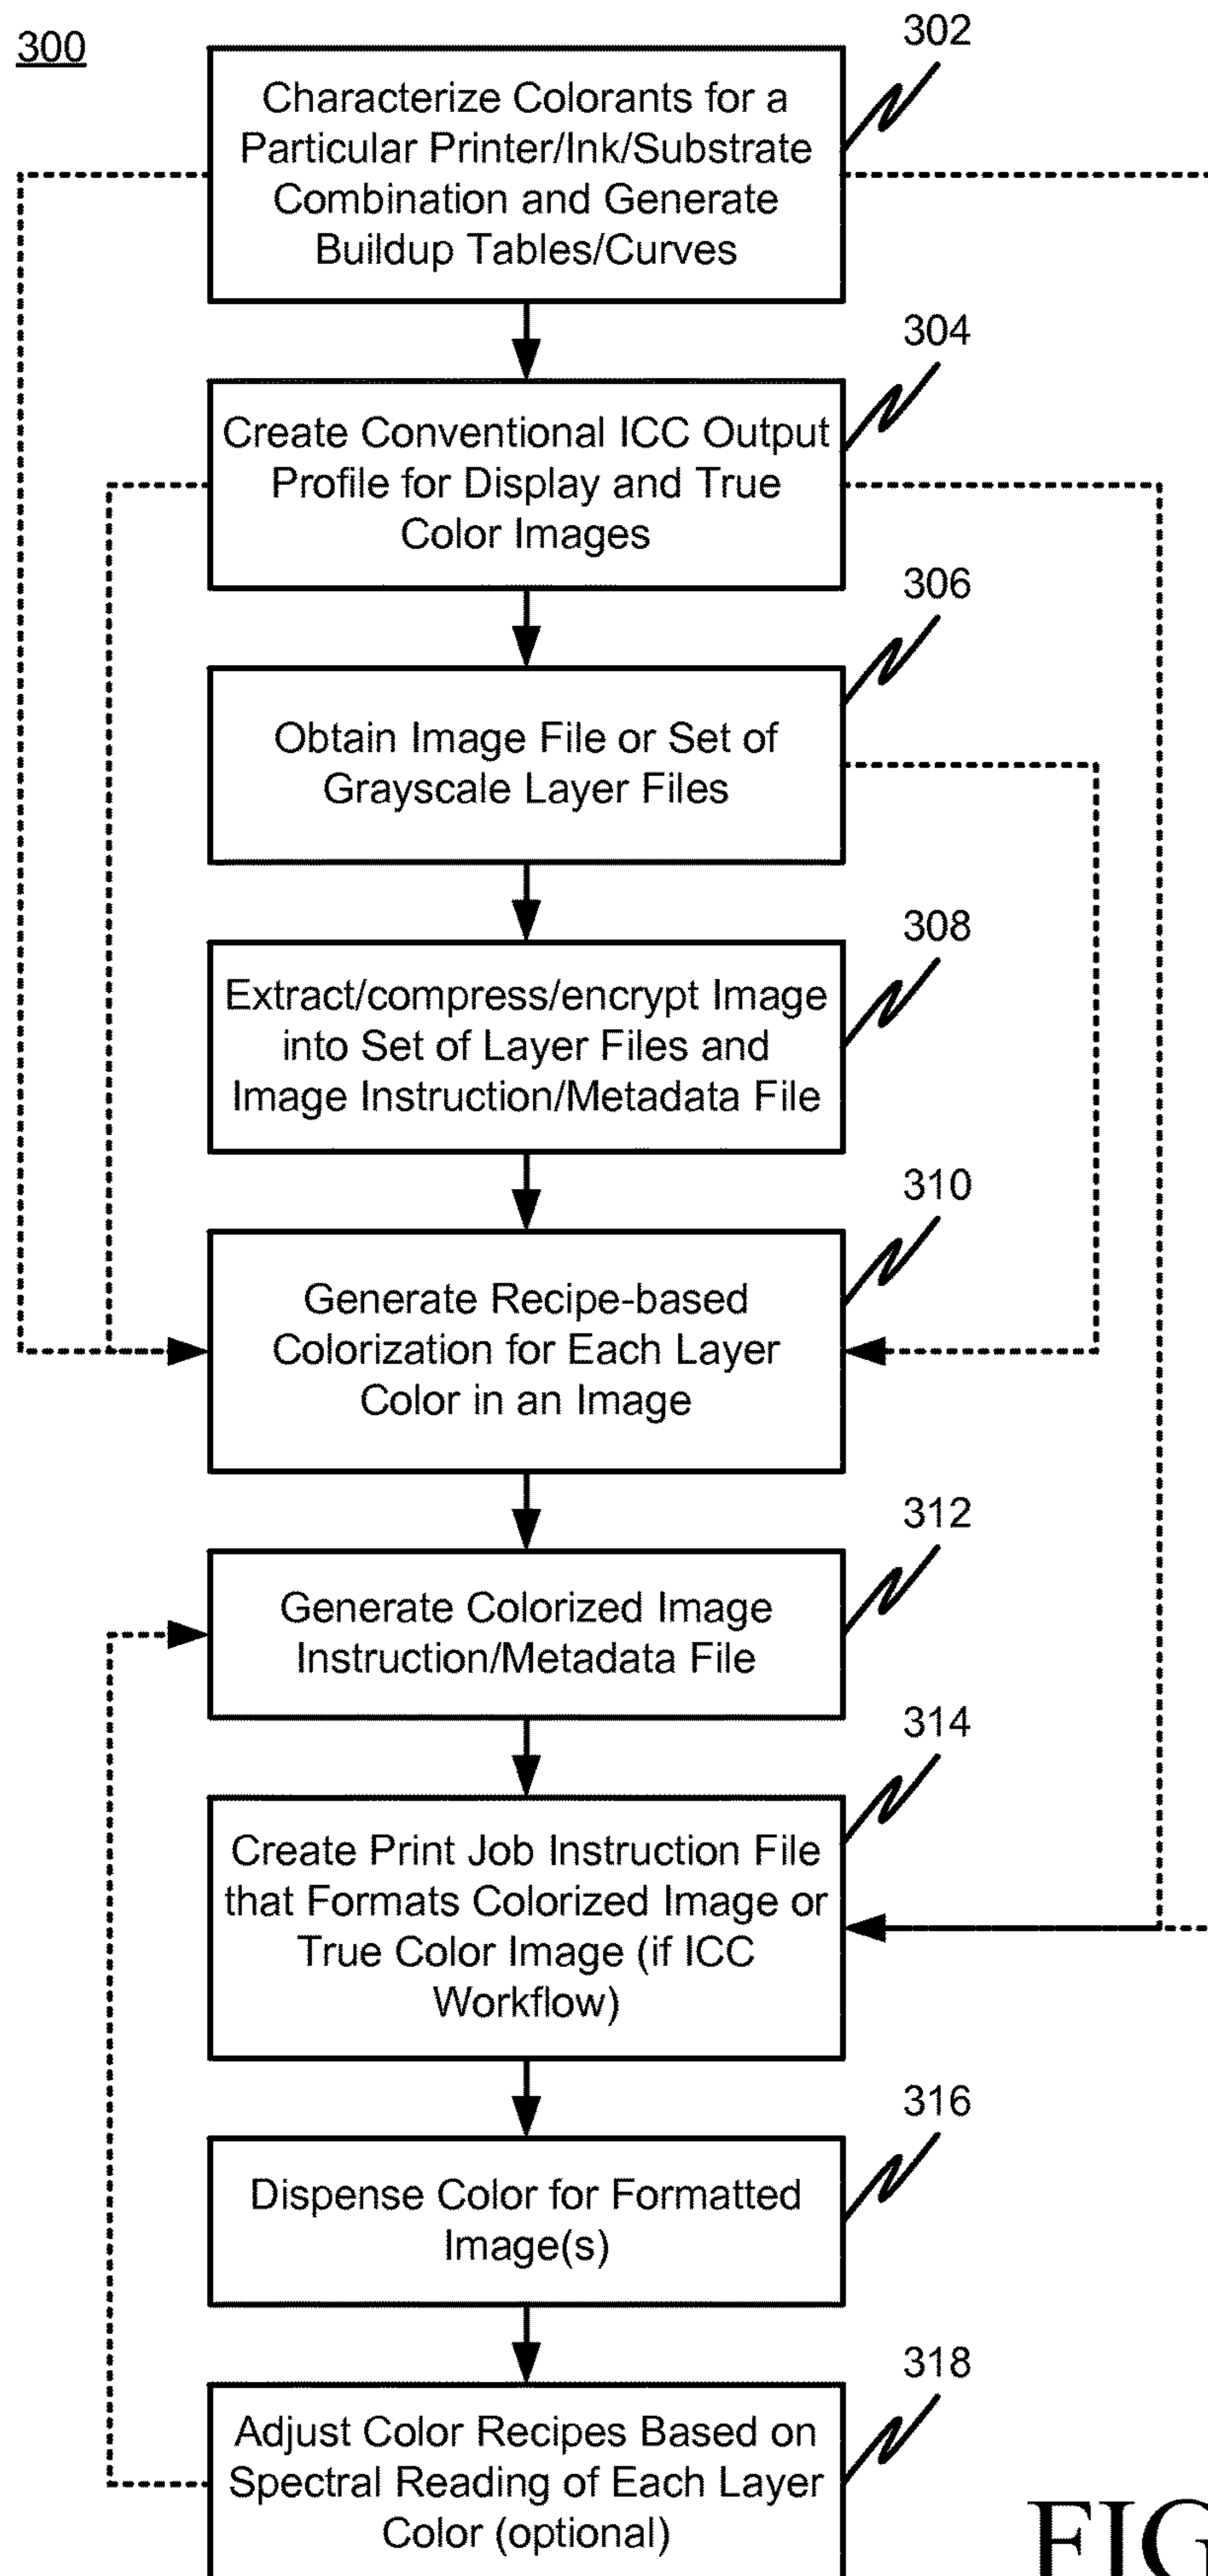 300
302
Characterize Colorants for a
Particular Printer/Ink/Substrate
Combination and Generate
Buildup Tables/Curves
304
Create Conventional ICC Output
Profile for Display and True
Color Images
306
Obtain Image File or Set of
Grayscale Layer Files
308
Extract/compress/encrypt Image
into Set of Layer Files and
Image Instruction/Metadata File
310
Generate Recipe-based
Colorization for Each Layer
Color in an Image
312
Generate Colorized Image
Instruction/Metadata File
314
Create Print Job Instruction File
that Formats Colorized Image or
True Color Image (if ICC
Workflow)
316
Dispense Color for Formatted
Image(s)
318
Adjust Color Recipes Based on
Spectral Reading of Each Layer
Color (optional)
FIG